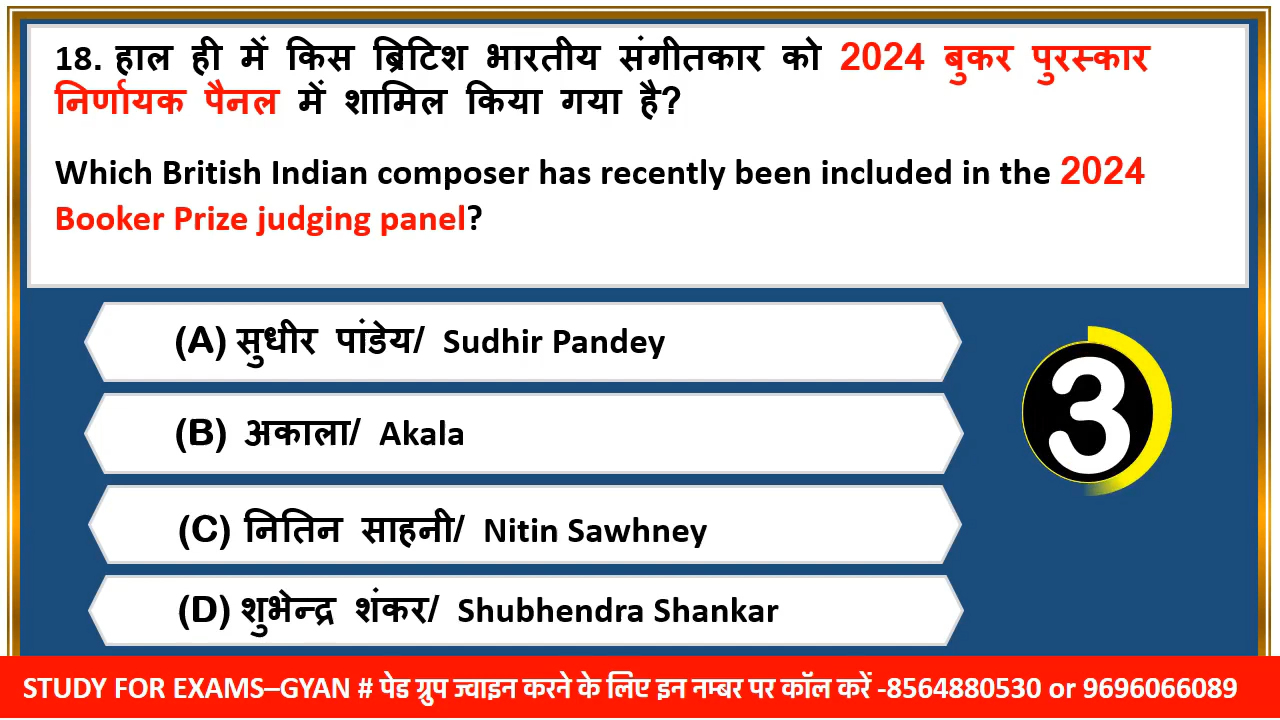 18. हाल ही में किस ब्रिटिश भारतीय संगीतकार को 2024 बुकर पुरस्कार
निर्णायक पैनल में शामिल किया गया है?
Which British Indian composer has recently been included in the 2024
Booker Prize judging panel?
(A) सुधीर पांडेय/ Sudhir Pandey
(B) अकाला/ Akala
(C) नितिन साहनी/ Nitin Sawhney
(D) शुभेन्द्र शंकर/ Shubhendra Shankar
3
STUDY FOR EXAMS–GYAN # पेड ग्रुप ज्वाइन करने के लिए इन नम्बर पर कॉल करें -8564880530 or 9696066089